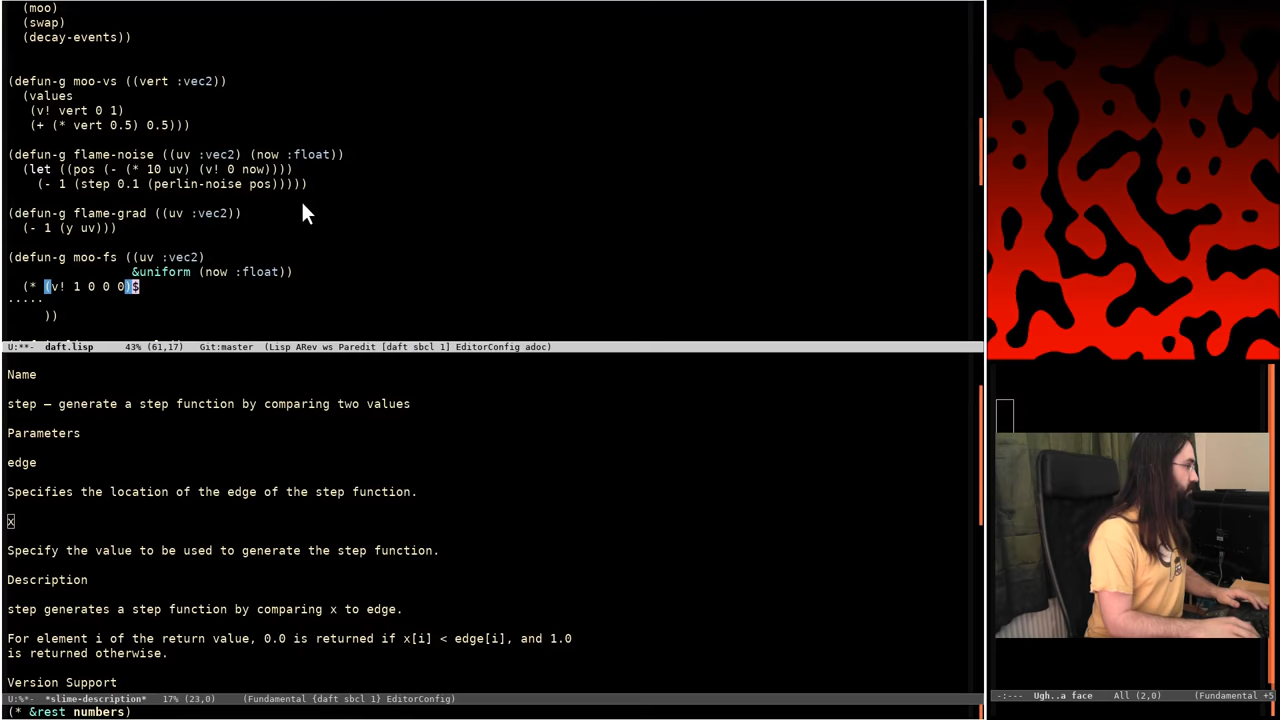 (moo)
(swap)
(decay-events))
(defun-g moo-vs ((vert :vec2))
(values
(v! vert 0 1)
(+ (* vert 0.5) 0.5)))
(defun-g flame-noise ((uv :vec2) (now :float))
(let ((pos (- (* 10 uv) (v! 0 now))))
(- 1 (step 0.1 (perlin-noise pos)))))
(defun-g flame-grad ((uv :vec2))
(- 1 (y uv)))
(defun-g moo-fs ((uv :vec2)
&uniform (now :float))
(* (v! 1 0 0 0)$
·····
))
U:**-  daft.lisp      43% (61,17)    Git:master  (Lisp ARev ws Paredit [daft sbcl 1] EditorConfig adoc)
Name
step — generate a step function by comparing two values
Parameters
edge
Specifies the location of the edge of the step function.
x
Specify the value to be used to generate the step function.
Description
step generates a step function by comparing x to edge.
For element i of the return value, 0.0 is returned if x[i] < edge[i], and 1.0
is returned otherwise.
Version Support
U:%*-  *slime-description*   17% (23,0)     (Fundamental {daft sbcl 1} EditorConfig)
(* &rest numbers)
-:---  Ugh..a face    All (2,0)      (Fundamental +5